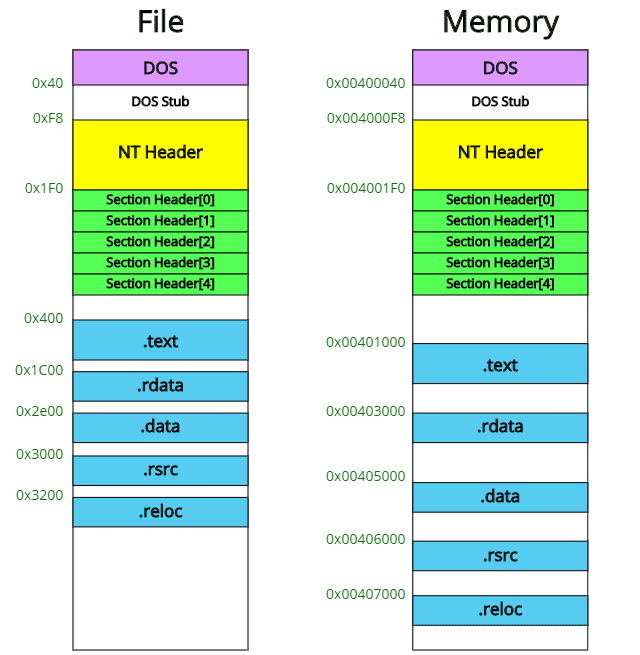 File
DOS
0x40
DOS Stub
0xF8
NT Header
0x1F0
Section Header[0]
Section Header[1]
Section Header[2]
Section Header[3]
Section Header[4]
0x400
.text
0x1C00
.rdata
0x2e00
.data
0x3000
.rsrc
0x3200
.reloc
Memory
DOS
0x00400040
DOS Stub
0x004000F8
NT Header
0x004001F0
Section Header[0]
Section Header[1]
Section Header[2]
Section Header[3]
Section Header[4]
0x00401000
.text
0x00403000
.rdata
0x00405000
.data
0x00406000
.rsrc
0x00407000
.reloc